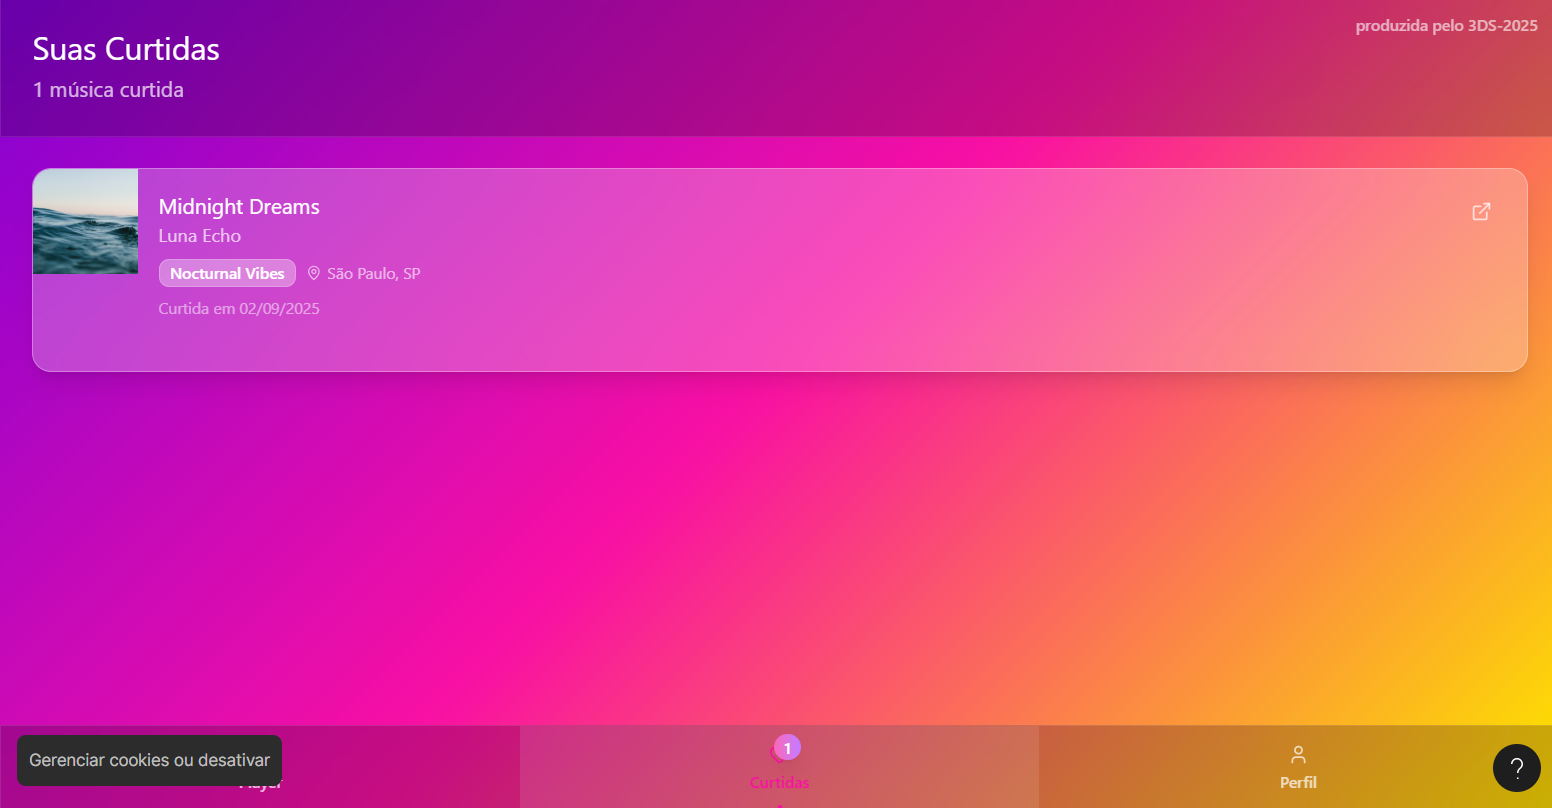 produzida pelo 3DS-2025
Suas Curtidas
1 música curtida
Midnight Dreams
Luna Echo
Nocturnal Vibes
São Paulo, SP
Curtida em 02/09/2025
Gerenciar cookies ou desativar
1
Curtidas
Perfil
?